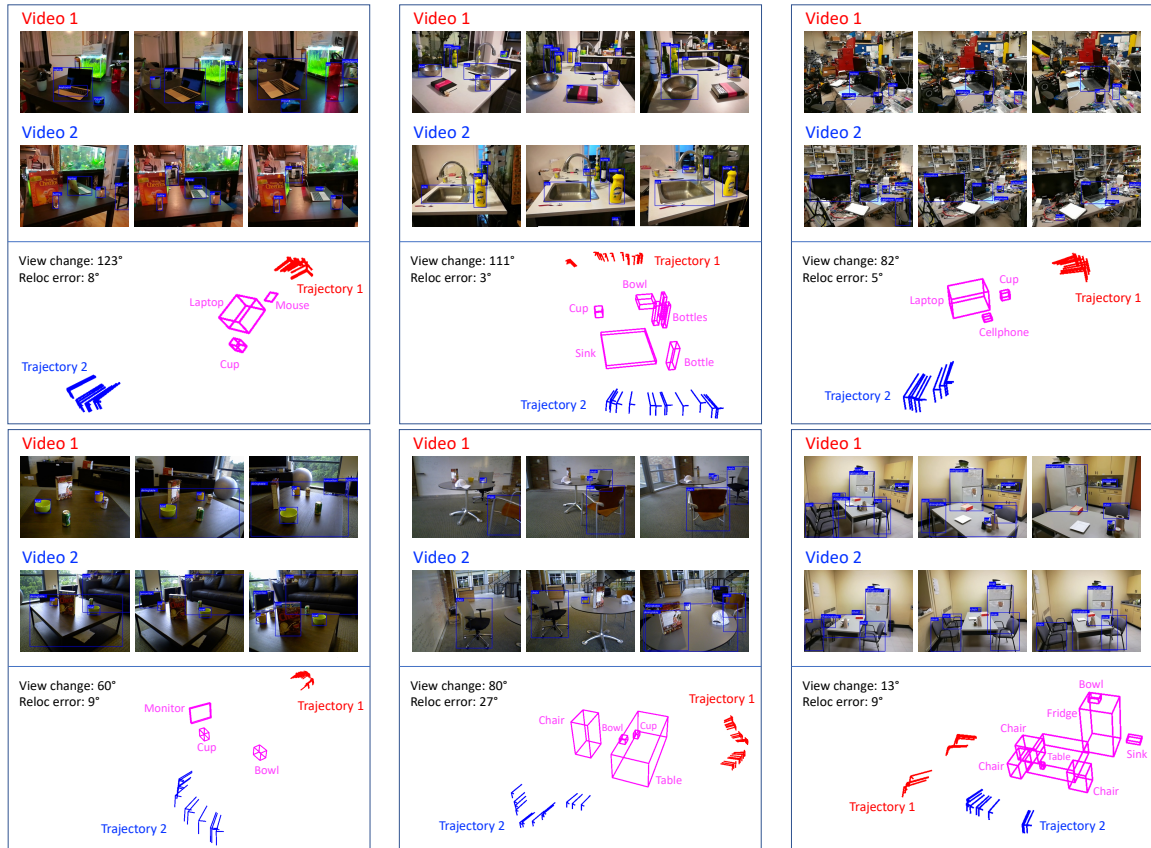 Video 1
Video 2
View change: 123°
Reloc error: 8°
Trajectory 1
Laptop
Mouse
Cup
Trajectory 2
Video 1
Video 2
View change: 111°
Reloc error: 3°
Trajectory 1
Bowl
Cup
Bottles
Sink
Bottle
Trajectory 2
Video 1
Video 2
View change: 82°
Reloc error: 5°
Cup
Laptop
Trajectory 1
Cellphone
Trajectory 2
Video 1
Video 2
View change: 60°
Reloc error: 9°
Trajectory 1
Monitor
Cup
Bowl
Trajectory 2
Video 1
Video 2
View change: 80°
Reloc error: 27°
Trajectory 1
Chair
Bowl
Cup
Table
Trajectory 2
Video 1
Video 2
View change: 13°
Reloc error: 9°
Bowl
Fridge
Chair
Sink
Table
Chair
Chair
Trajectory 1
Trajectory 2